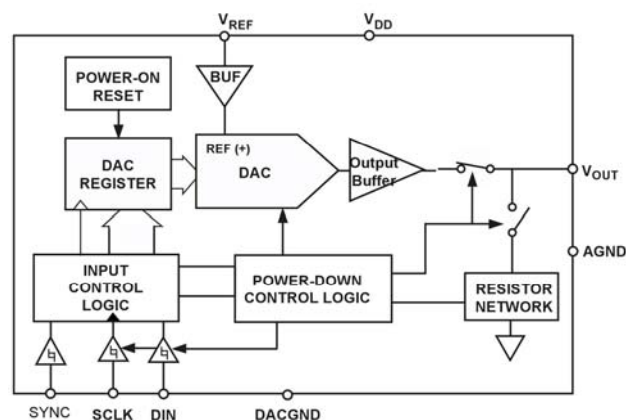 VREF
VDD
BUF
POWER-ON
RESET
REF (+)
DAC
REGISTER
DAC
Output
Buffer
VOUT
AGND
INPUT
CONTROL
LOGIC
POWER-DOWN
CONTROL LOGIC
RESISTOR
NETWORK
SYNC
SCLK
DIN
DACGND